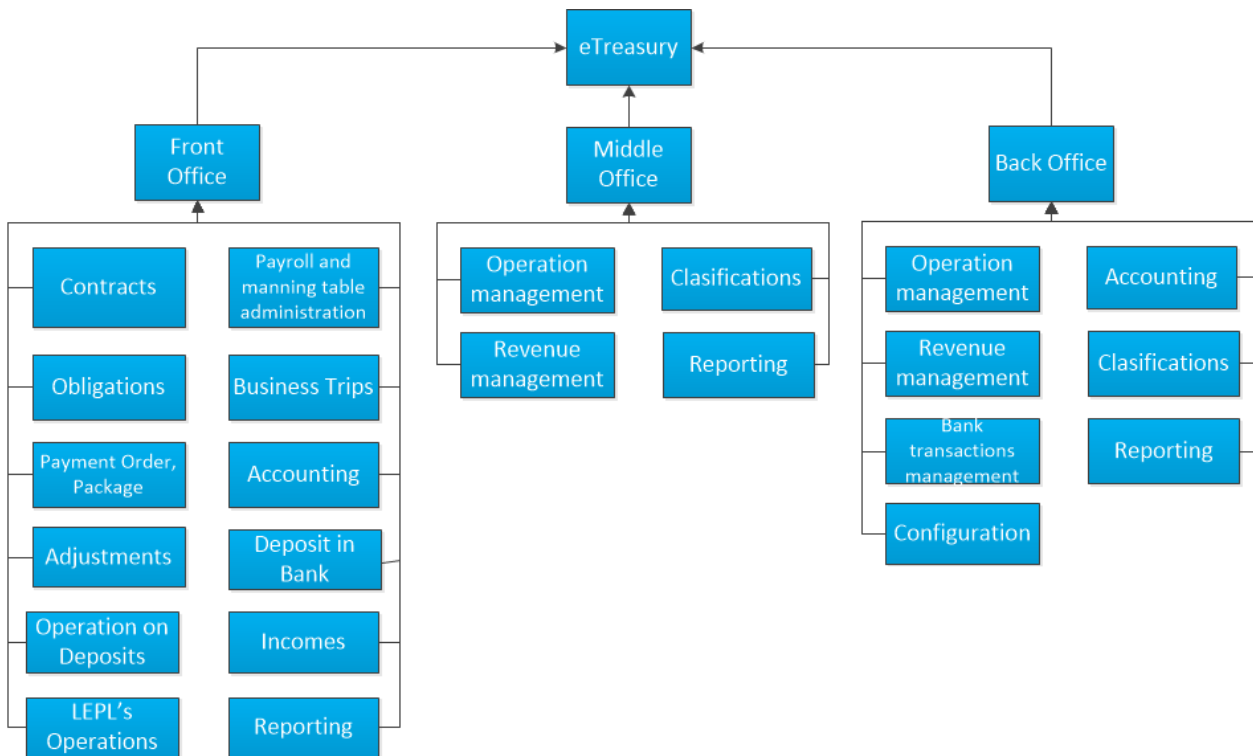 eTreasury
Front
Office
Middle
Office
Back Office
Contracts
Payroll and
manning table
administration
Obligations
Business Trips
Payment Order,
Package
Accounting
Adjustments
Deposit in
Bank
Operation on
Deposits
Incomes
LEPL's
Operations
Reporting
Operation
management
Clasifications
Revenue
management
Reporting
Operation
management
Accounting
Revenue
management
Clasifications
Bank
transactions
management
Reporting
Configuration